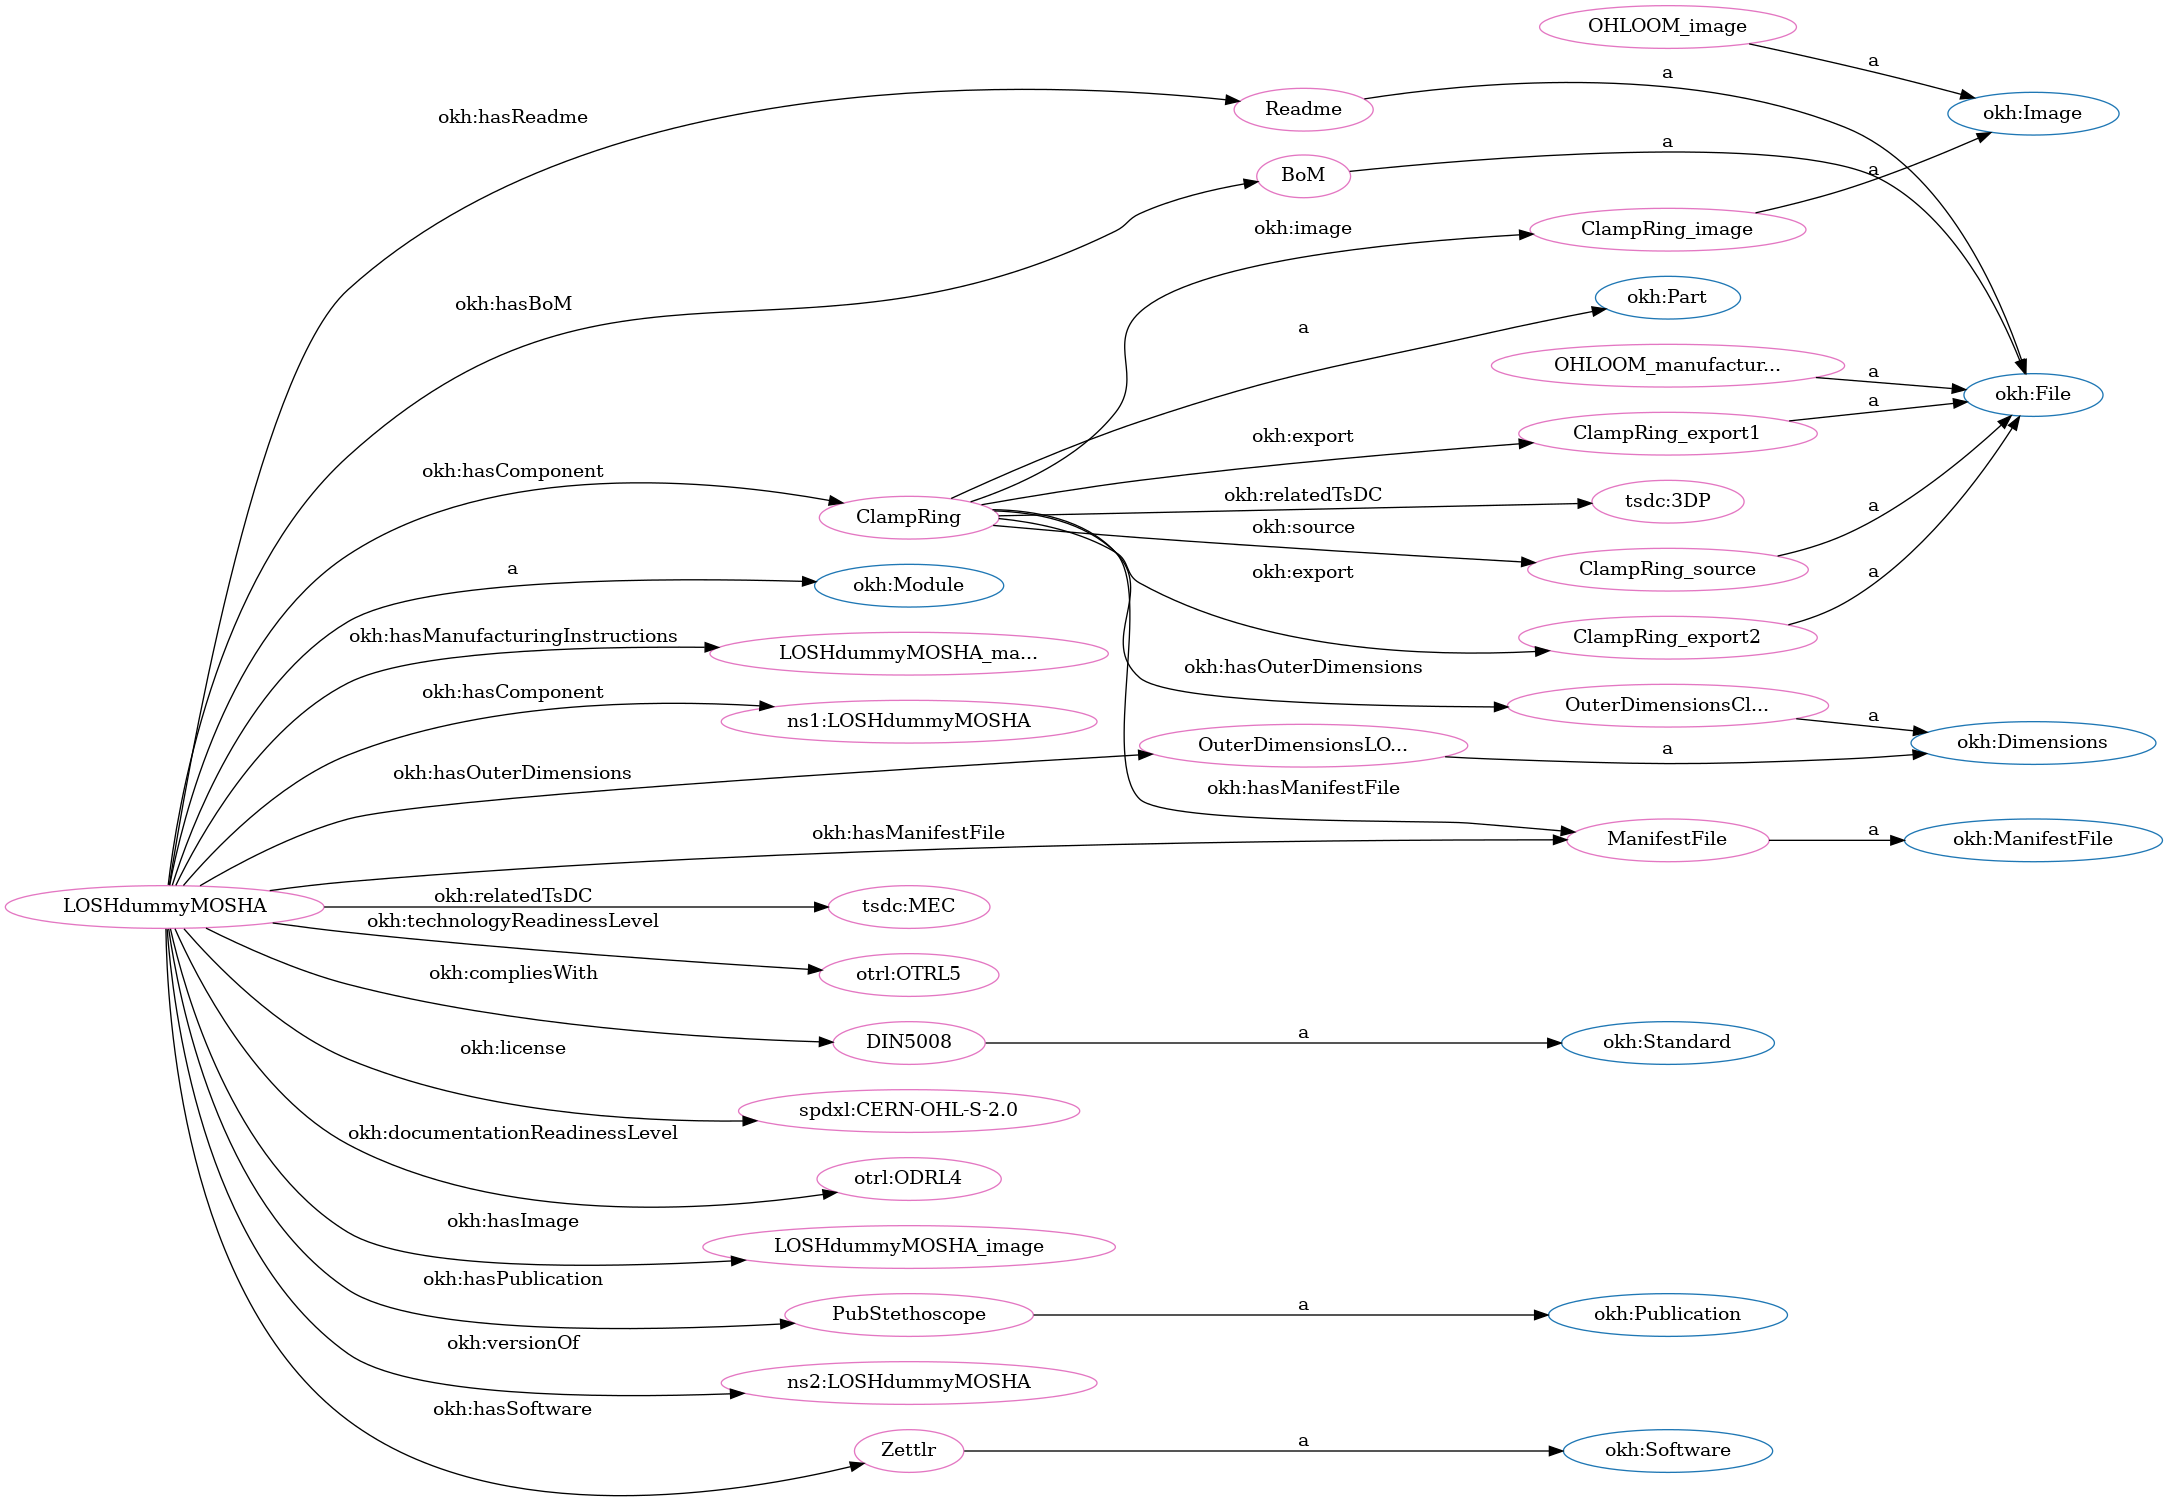 OHLOOM_image
a
okh:Image
a
Readme
okh:hasReadme
a
BoM
a
okh:image
ClampRing_image
okh:hasBoM
a
okh:Part
OHLOOM_manufactur...
a
okh:File
okh:hasComponent
okh:export
ClampRing_export1
a
okh:relatedTsDC
tsdc:3DP
ClampRing
okh:source
a
a
okh:Module
okh:export
ClampRing_source
a
okh:hasManufacturingInstructions
LOSHdummyMOSHA_ma...
ClampRing_export2
okh:hasComponent
ns1:LOSHdummyMOSHA
okh:hasOuterDimensions
OuterDimensionsCl...
a
okh:hasOuterDimensions
OuterDimensionsLO...
a
okh:Dimensions
okh:hasManifestFile
okh:hasManifestFile
ManifestFile
a
okh:ManifestFile
LOSHdummyMOSHA
okh:relatedTsDC
tsdc:MEC
okh:technologyReadinessLevel
otrl:OTRL5
okh:compliesWith
DIN5008
a
okh:Standard
okh:license
spdxl:CERN-OHL-S-2.0
okh:documentationReadinessLevel
otrl:ODRL4
okh:hasImage
LOSHdummyMOSHA_image
okh:hasPublication
PubStethoscope
a
okh:Publication
okh:versionOf
ns2:LOSHdummyMOSHA
okh:hasSoftware
Zettlr
a
okh:Software